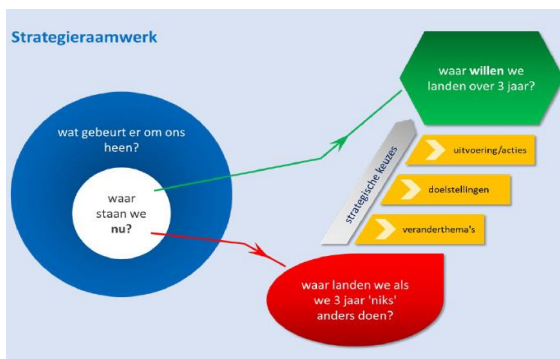 Strategieraamwerk
wat gebeurt er om ons
heen?
waar
staan we
nu?
waar willen we
landen over 3 jaar?
strategische keuzes
uitvoering/acties
doelstellingen
veranderthema's
waar landen we als
we 3 jaar 'niks'
anders doen?